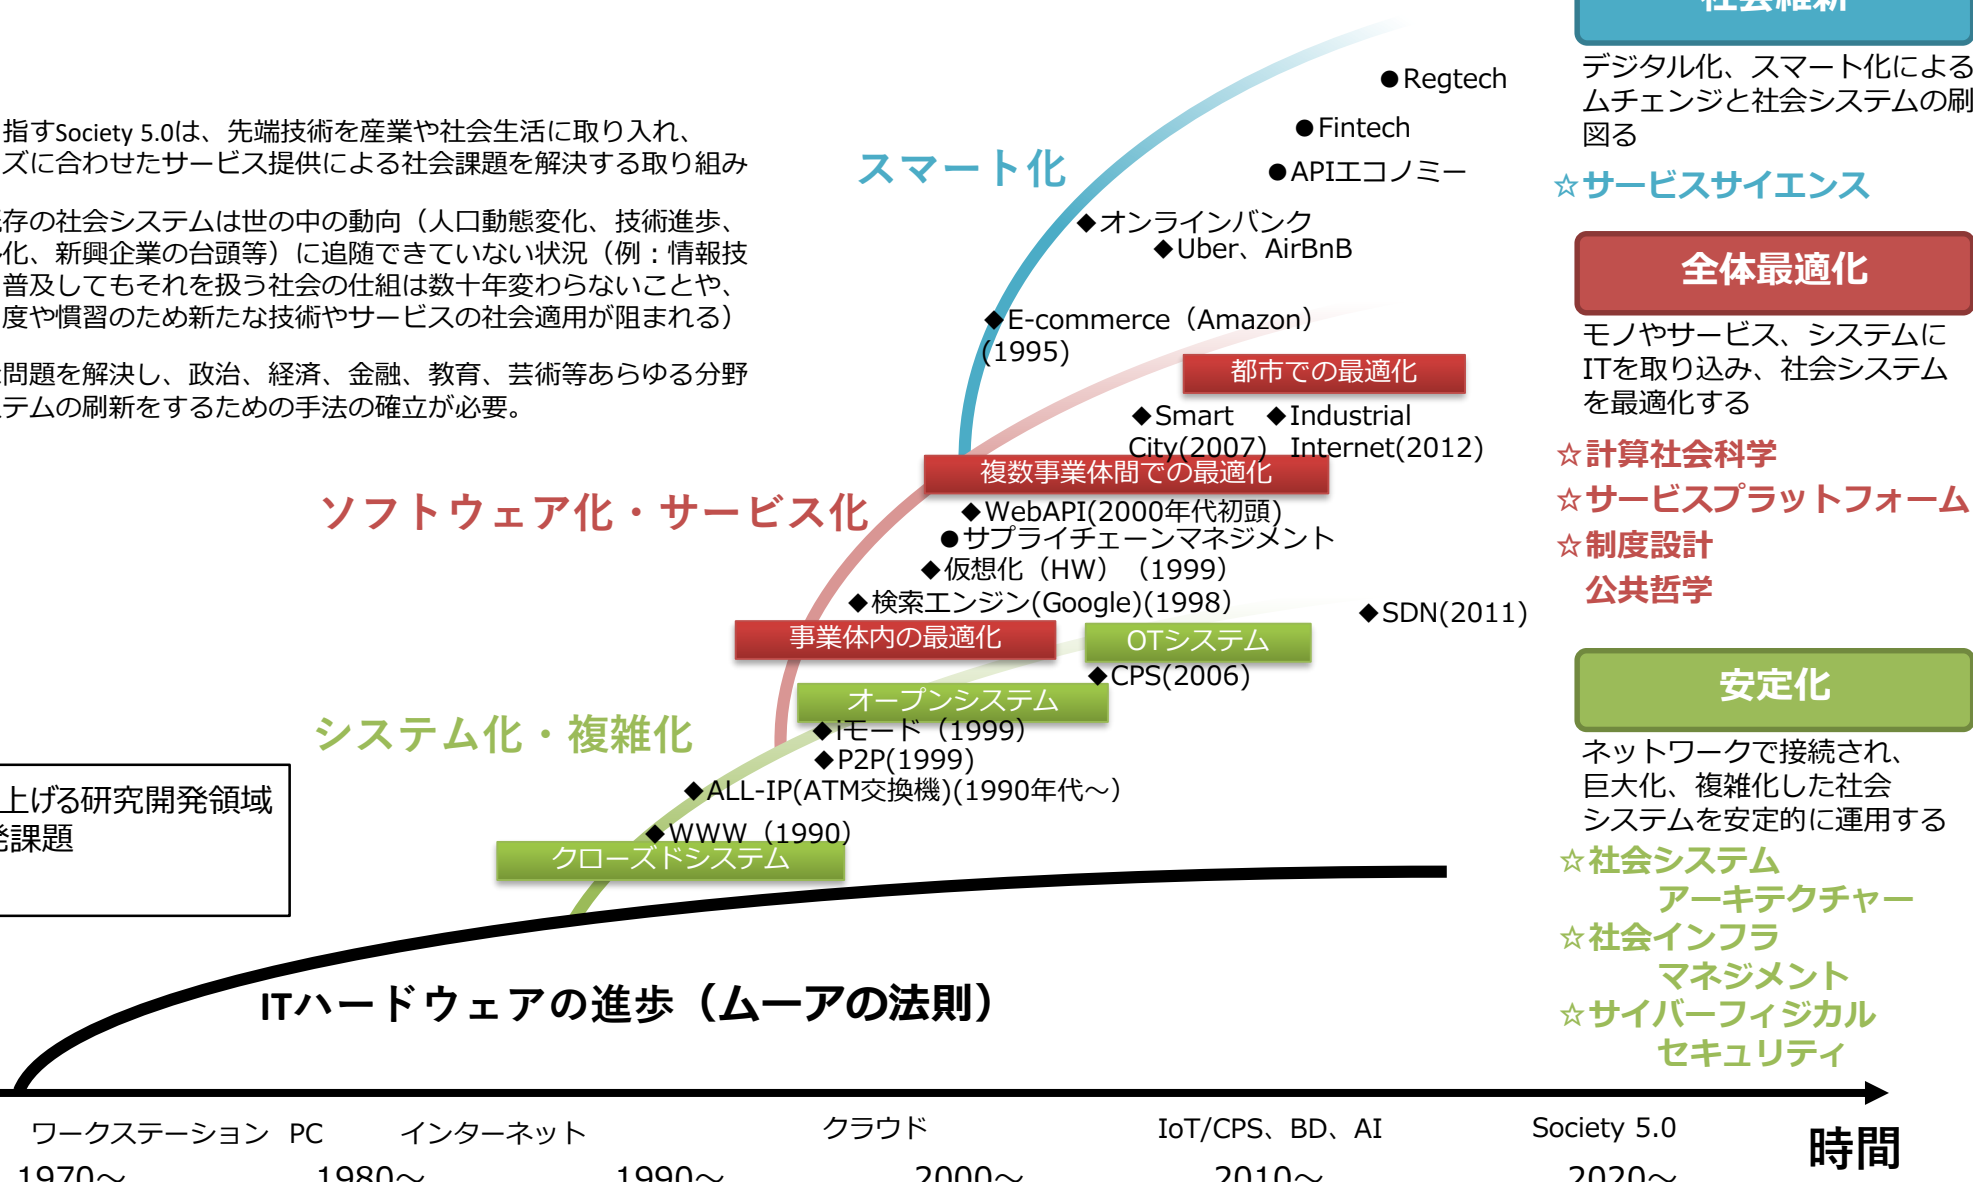 指すSociety 5.0は、先端技術を産業や社会生活に取り入れ、
ズに合わせたサービス提供による社会課題を解決する取り組み
既存の社会システムは世の中の動向（人口動態変化、技術進歩、
化、新興企業の台頭等）に追随できていない状況（例：情報技
普及してもそれを扱う社会の仕組は数十年変わらないことや、
度や慣習のため新たな技術やサービスの社会適用が阻まれる）
問題を解決し、政治、経済、金融、教育、芸術等あらゆる分野
テムの刷新をするための手法の確立が必要。
スマート化
●Regtech
●Fintech
●APIエコノミー
◆オンラインバンク
◆Uber、AirBnB
◆E-commerce（Amazon）
(1995)
都市での最適化
◆Smart
City(2007)
◆Industrial
Internet(2012)
複数事業体間での最適化
ソフトウェア化・サービス化
◆WebAPI(2000年代初頭)
●サプライチェーンマネジメント
◆仮想化（HW）（1999）
◆検索エンジン(Google)(1998）
◆SDN(2011)
事業体内の最適化
OTシステム
◆CPS(2006)
オープンシステム
システム化・複雑化
◆iモード（1999）
◆P2P(1999)
◆ALL-IP(ATM交換機)(1990年代～）
◆WWW（1990）
クローズドシステム
上げる研究開発領域
発課題
ITハードウェアの進歩（ムーアの法則）
社会維新
デジタル化、スマート化による
ムチェンジと社会システムの刷
図る
☆サービスサイエンス
全体最適化
モノやサービス、システムに
ITを取り込み、社会システム
を最適化する
☆計算社会科学
☆サービスプラットフォーム
☆制度設計
公共哲学
安定化
ネットワークで接続され、
巨大化、複雑化した社会
システムを安定的に運用する
☆社会システム
アーキテクチャー
☆社会インフラ
マネジメント
☆サイバーフィジカル
セキュリティ
ワークステーション PC インターネット クラウド IoT/CPS、BD、AI Society 5.0
時間
1970～ 1980～ 1990～ 2000～ 2010～ 2020～